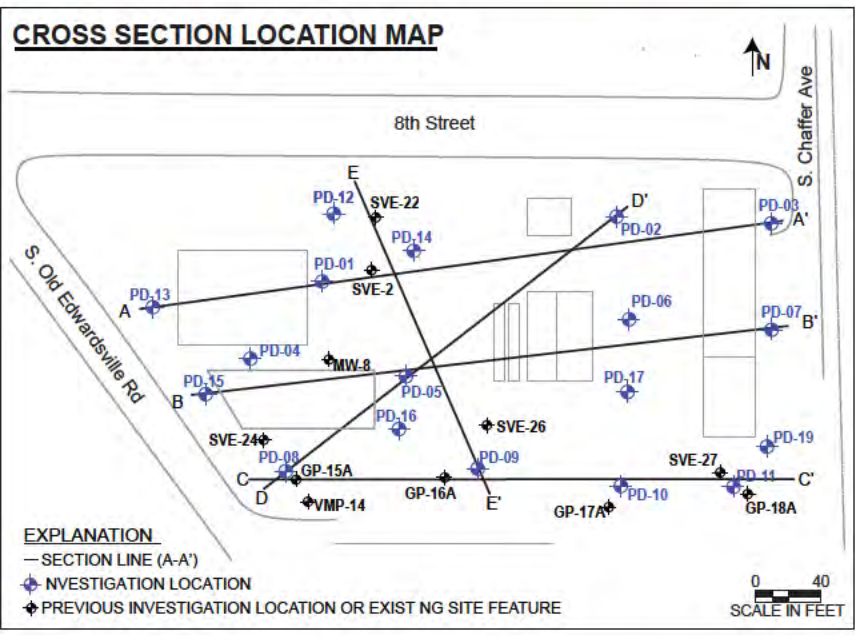 CROSS SECTION LOCATION MAP
N
S. Chaffer Ave
8th Street
E
D'
PD-12
SVE-22
PD-03
PD-02
A'
PD-14
S. Old Edwardsville Rd
PD-01
SVE-2
PD-13
A
PD-06
PD-07
B'
PD-04
MW-8
PD-15
B
PD-05
PD-17
PD-16
SVE-26
SVE-24
PD-19
PD-08
GP-15A
PD-09
SVE-27
PD-11
C
C'
D
GP-16A
E'
PD-10
VMP-14
GP-17A
GP-18A
EXPLANATION
SECTION LINE (A-A')
NVESTIGATION LOCATION
PREVIOUS INVESTIGATION LOCATION OR EXIST NG SITE FEATURE
0 40
SCALE IN FEET